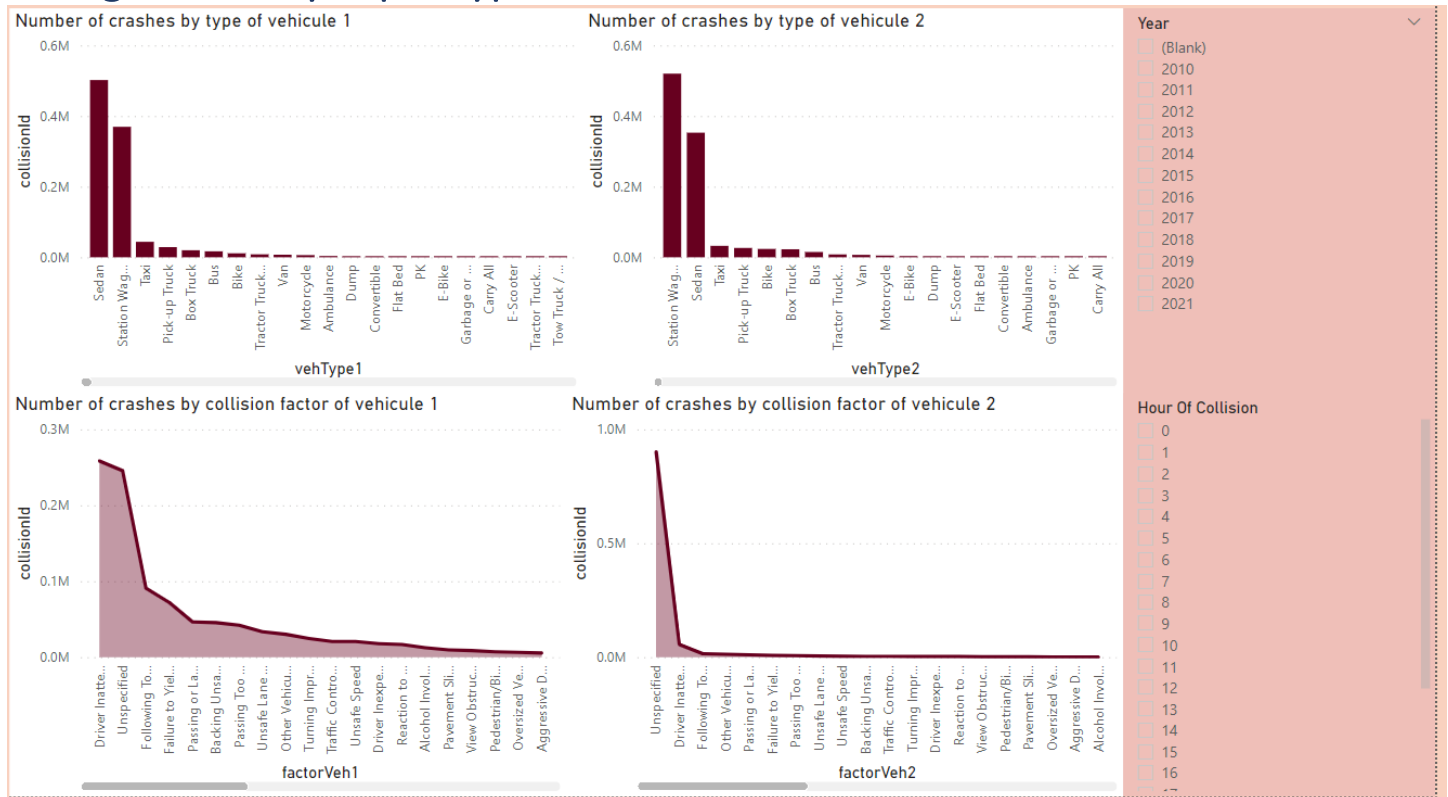 Number of crashes by type of vehicule 1
0.6M
0.4M
0.2M
0.0M
collisionId
Sedan
Station Wag...
Taxi
Pick-up Truck
Box Truck
Bus
Bike
Tractor Truck...
Van
Motorcycle
Ambulance
Dump
Convertible
Flat Bed
PK
E-Bike
Garbage or ...
Carry All
E-Scooter
Tractor Truck...
Tow Truck / ...
vehType1
Number of crashes by type of vehicule 2
0.6M
0.4M
0.2M
0.0M
collisionId
Station Wag...
Sedan
Taxi
Pick-up Truck
Bike
Box Truck
Bus
Tractor Truck...
Van
Motorcycle
E-Bike
Dump
E-Scooter
Flat Bed
Convertible
Ambulance
Garbage or ...
PK
Carry All
vehType2
Number of crashes by collision factor of vehicule 1
0.3M
0.2M
0.1M
0.0M
collisionId
Driver Inatte...
Unspecified
Following To...
Failure to Yiel...
Passing or La...
Backing Unsa...
Passing Too ...
Unsafe Lane...
Other Vehicu...
Turning Impr...
Traffic Contro...
Unsafe Speed
Driver Inexpe...
Reaction to ...
Alcohol Invol...
Pavement Sli...
View Obstruc...
Pedestrian/Bi...
Oversized Ve...
Aggressive D...
factorVeh1
Number of crashes by collision factor of vehicule 2
1.0M
0.5M
0.0M
collisionId
Unspecified
Driver Inatte...
Following To...
Other Vehicu...
Failure to Yiel...
Passing or La...
Passing Too ...
Unsafe Lane ...
Unsafe Speed
Backing Unsa...
Traffic Contro...
Turning Impr...
Driver Inexpe...
Reaction to ...
View Obstruc...
Pedestrian/Bi...
Pavement Sli...
Oversized Ve...
Aggressive D...
Alcohol Invol...
factorVeh2
Year
(Blank)
2010
2011
2012
2013
2014
2015
2016
2017
2018
2019
2020
2021
Hour Of Collision
0
1
2
3
4
5
6
7
8
9
10
11
12
13
14
15
16